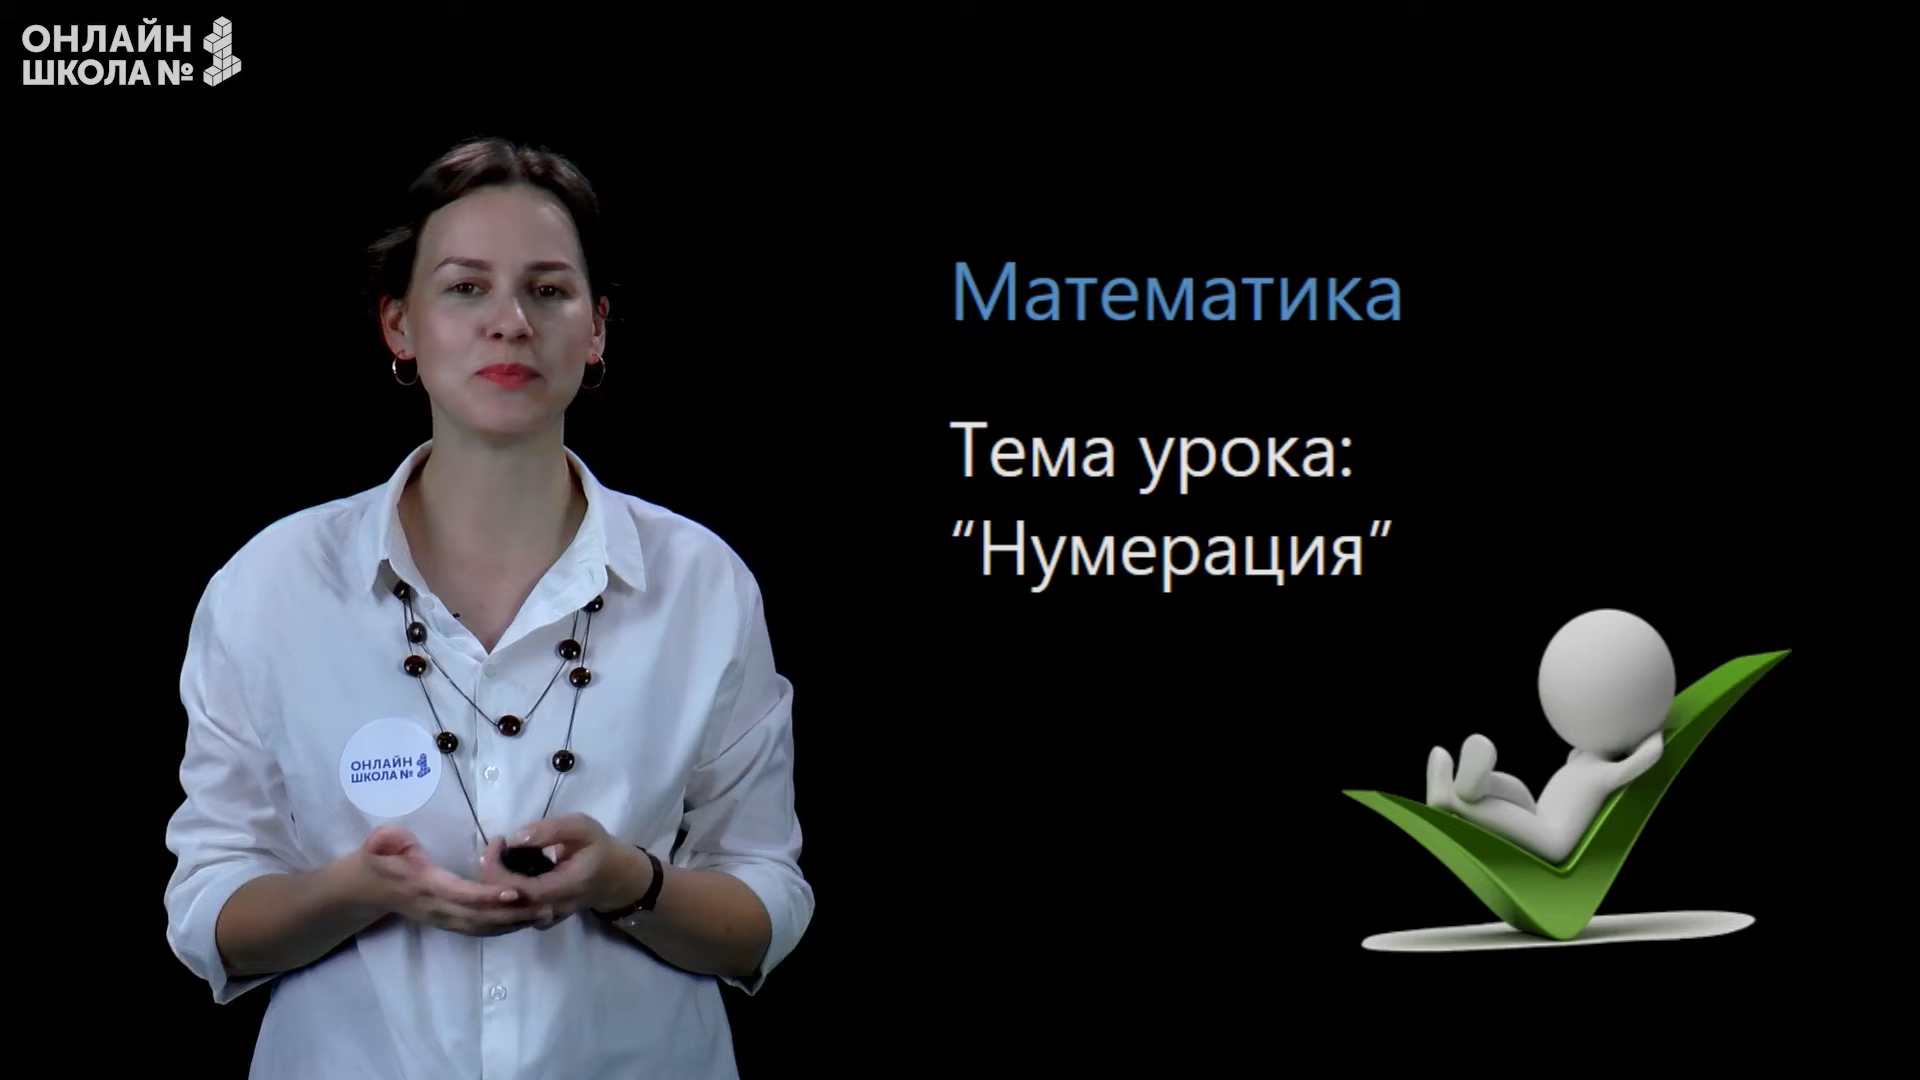 ОНЛАЙН
ШКОЛА №
Математика
Тема урока:
“Нумерация”
ОНЛАЙН
ШКОЛА №